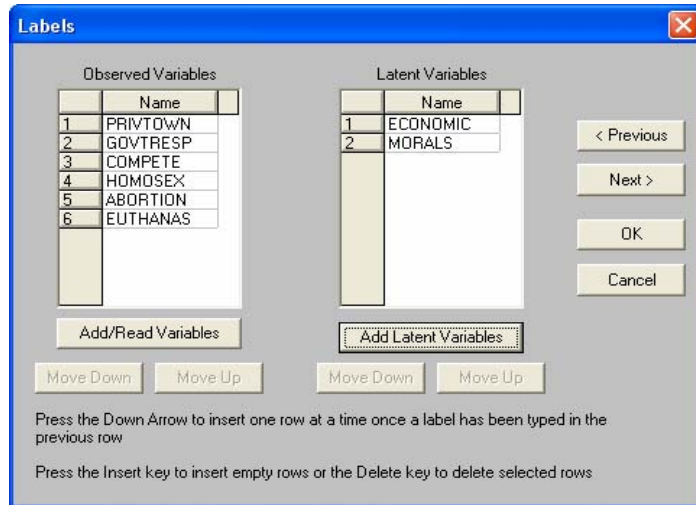 Labels
Observed Variables
Name
1 PRIVTOWN
2 GOVTRESP
3 COMPETE
4 HOMOSEX
5 ABORTION
6 EUTHANAS
Add/Read Variables
Move Down Move Up
Latent Variables
Name
1 ECONOMIC
2 MORALS
Add Latent Variables
Move Down Move Up
< Previous
Next >
OK
Cancel
Press the Down Arrow to insert one row at a time once a label has been typed in the
previous row
Press the Insert key to insert empty rows or the Delete key to delete selected rows